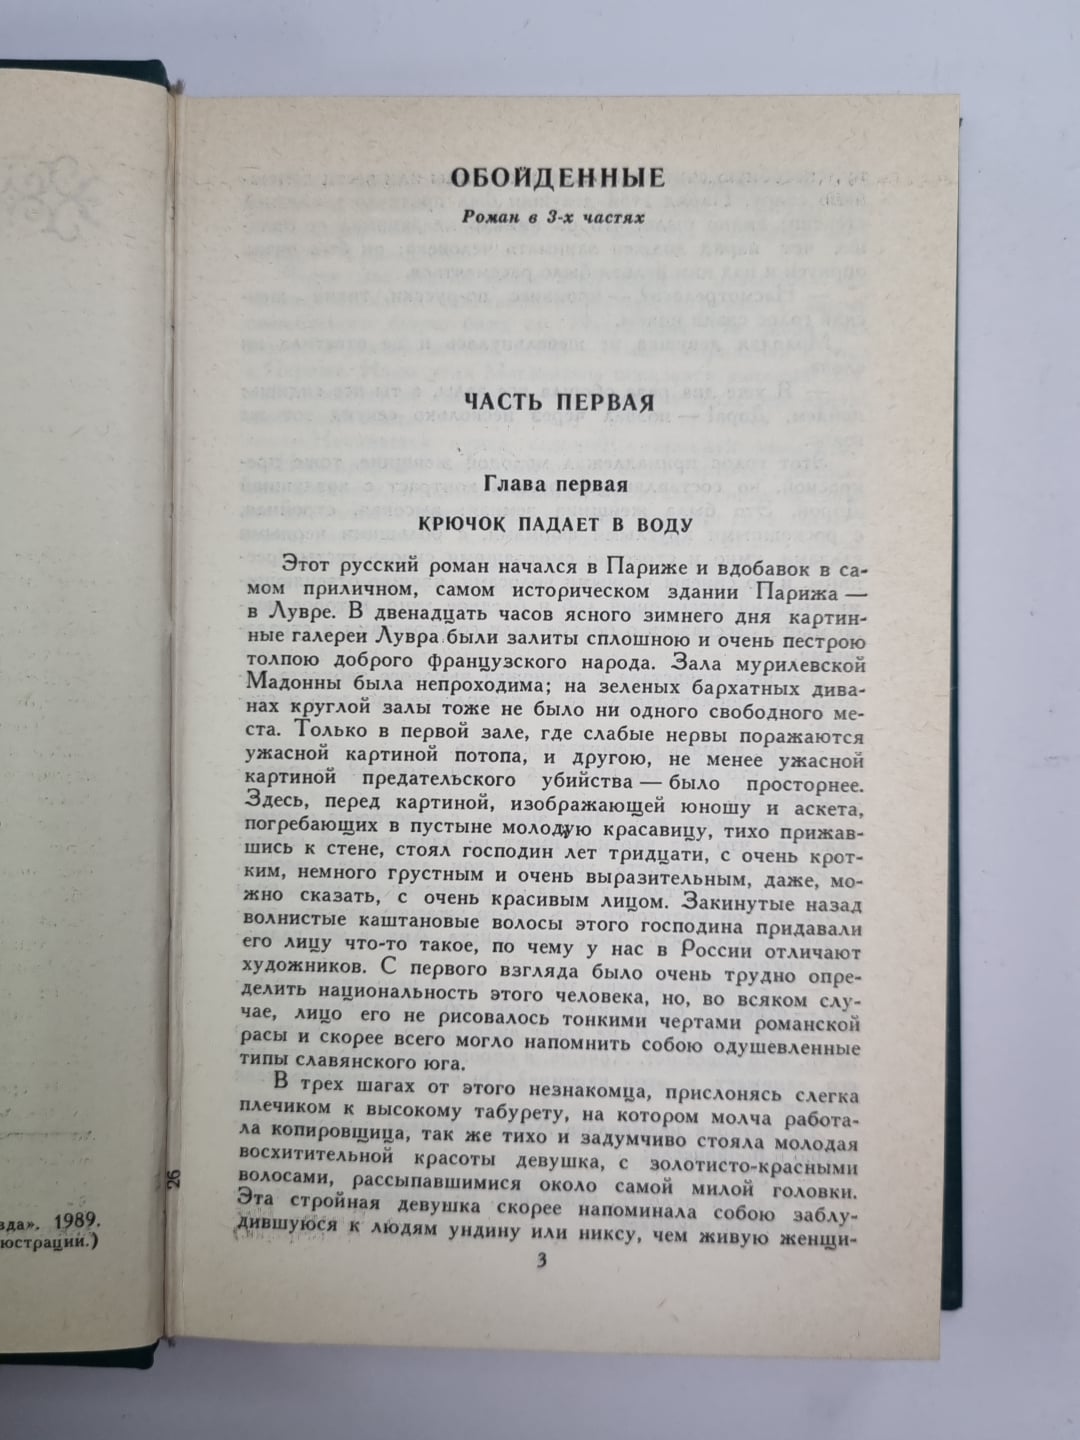 ОБОЙДЕННЫЕ
Роман в 3-х частях
ЧАСТЬ ПЕРВАЯ
Глава первая
КРЮЧОК ПАДАЕТ В ВОДУ
Этот русский роман начался в Париже и вдобавок в са-
мом приличном, самом историческом здании Парижа —
в Лувре. В двенадцать часов ясного зимнего дня картин-
ные галереи Лувра были залиты сплошною и очень пестрою
толпою доброго французского народа. Зала мурилевской
Мадонны была непроходима; на зеленых бархатных дива-
нах круглой залы тоже не было ни одного свободного ме-
ста. Только в первой зале, где слабые нервы поражаются
ужасной картиной потопа, и другою, не менее ужасной
картиной предательского убийства — было просторнее.
Здесь, перед картиной, изображающей юношу и аскета,
погребающих в пустыне молодую красавицу, тихо прижав-
шись к стене, стоял господин лет тридцати, с очень крот-
ким, немного грустным и очень выразительным, даже, мо-
жно сказать, с очень красивым лицом. Закинутые назад
волнистые каштановые волосы этого господина придавали
его лицу что-то такое, по чему у нас в России отличают
художников. С первого взгляда было очень трудно опре-
делить национальность этого человека, но, во всяком слу-
чае, лицо его не рисовалось тонкими чертами романской
расы и скорее всего могло напомнить собою одушевленные
типы славянского юга.
В трех шагах от этого незнакомца, прислонясь слегка
плечиком к высокому табурету, на котором молча работа-
ла копировщица, так же тихо и задумчиво стояла молодая
восхитительной красоты девушка, с золотисто-красными
волосами, рассыпавшимися около самой милой головки.
Эта стройная девушка скорее напоминала собою заблу-
дившуюся к людям ундину или никсу, чем живую женщи-
3
26
зда». 1989.
юстрации.)